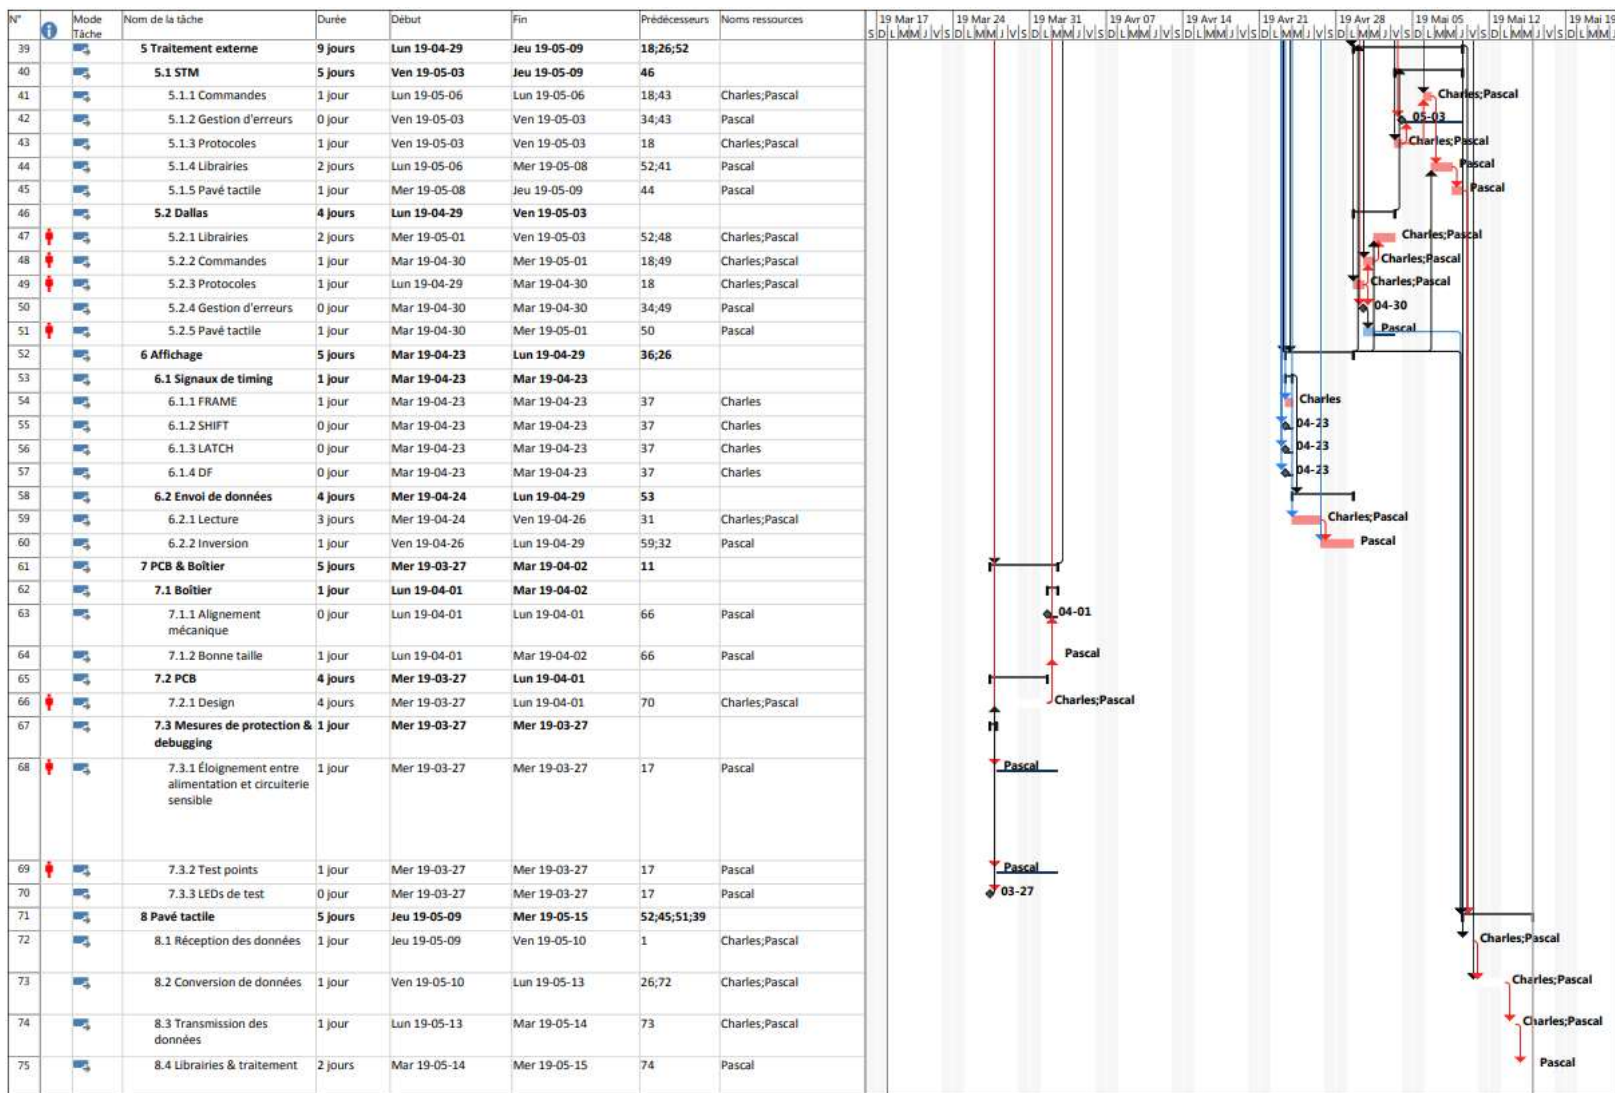 N° Mode Tâche Nom de la tâche Durée Début Fin Prédécesseurs Noms ressources
19 Mar 17 19 Mar 24 19 Mar 31 19 Avr 07 19 Avr 14 19 Avr 21 19 Avr 28 19 Mai 05 19 Mai 12 19 Mai 19
S D L M M J V S D L M M J V S D L M M J V S D L M M J V S D L M M J V S D L M M J V S D L M M J V S D L M M J V S D L M M J V S D L M M J
39 5 Traitement externe 9 jours Lun 19-04-29 Jeu 19-05-09 18;26;52
40 5.1 STM 5 jours Ven 19-05-03 Jeu 19-05-09 46
41 5.1.1 Commandes 1 jour Lun 19-05-06 Lun 19-05-06 18;43 Charles;Pascal Charles;Pascal
42 5.1.2 Gestion d'erreurs 0 jour Ven 19-05-03 Ven 19-05-03 34;43 Pascal 05-03
43 5.1.3 Protocoles 1 jour Ven 19-05-03 Ven 19-05-03 18 Charles;Pascal Charles;Pascal
44 5.1.4 Librairies 2 jours Lun 19-05-06 Mer 19-05-08 52;41 Pascal Pascal
45 5.1.5 Pavé tactile 1 jour Mer 19-05-08 Jeu 19-05-09 44 Pascal Pascal
46 5.2 Dallas 4 jours Lun 19-04-29 Ven 19-05-03
47 5.2.1 Librairies 2 jours Mer 19-05-01 Ven 19-05-03 52;48 Charles;Pascal Charles;Pascal
48 5.2.2 Commandes 1 jour Mar 19-04-30 Mer 19-05-01 18;49 Charles;Pascal Charles;Pascal
49 5.2.3 Protocoles 1 jour Lun 19-04-29 Mar 19-04-30 18 Charles;Pascal Charles;Pascal
50 5.2.4 Gestion d'erreurs 0 jour Mar 19-04-30 Mar 19-04-30 34;49 Pascal 04-30
51 5.2.5 Pavé tactile 1 jour Mar 19-04-30 Mer 19-05-01 50 Pascal Pascal
52 6 Affichage 5 jours Mar 19-04-23 Lun 19-04-29 36;26
53 6.1 Signaux de timing 1 jour Mar 19-04-23 Mar 19-04-23
54 6.1.1 FRAME 1 jour Mar 19-04-23 Mar 19-04-23 37 Charles Charles
55 6.1.2 SHIFT 0 jour Mar 19-04-23 Mar 19-04-23 37 Charles 04-23
56 6.1.3 LATCH 0 jour Mar 19-04-23 Mar 19-04-23 37 Charles 04-23
57 6.1.4 DF 0 jour Mar 19-04-23 Mar 19-04-23 37 Charles 04-23
58 6.2 Envoi de données 4 jours Mer 19-04-24 Lun 19-04-29 53
59 6.2.1 Lecture 3 jours Mer 19-04-24 Ven 19-04-26 31 Charles;Pascal Charles;Pascal
60 6.2.2 Inversion 1 jour Ven 19-04-26 Lun 19-04-29 59;32 Pascal Pascal
61 7 PCB & Boîtier 5 jours Mer 19-03-27 Mar 19-04-02 11
62 7.1 Boîtier 1 jour Lun 19-04-01 Mar 19-04-02
63 7.1.1 Alignement 0 jour Lun 19-04-01 Lun 19-04-01 66 Pascal 04-01
mécanique
64 7.1.2 Bonne taille 1 jour Lun 19-04-01 Mar 19-04-02 66 Pascal Pascal
65 7.2 PCB 4 jours Mer 19-03-27 Lun 19-04-01
66 7.2.1 Design 4 jours Mer 19-03-27 Lun 19-04-01 70 Charles;Pascal Charles;Pascal
67 7.3 Mesures de protection & 1 jour Mer 19-03-27 Mer 19-03-27
debugging
68 7.3.1 Éloignement entre 1 jour Mer 19-03-27 Mer 19-03-27 17 Pascal Pascal
alimentation et circuiterie
sensible
69 7.3.2 Test points 1 jour Mer 19-03-27 Mer 19-03-27 17 Pascal Pascal
70 7.3.3 LEDs de test 0 jour Mer 19-03-27 Mer 19-03-27 17 Pascal 03-27
71 8 Pavé tactile 5 jours Jeu 19-05-09 Mer 19-05-15 52;45;51;39
72 8.1 Réception des données 1 jour Jeu 19-05-09 Ven 19-05-10 1 Charles;Pascal Charles;Pascal
73 8.2 Conversion de données 1 jour Ven 19-05-10 Lun 19-05-13 26;72 Charles;Pascal Charles;Pascal
74 8.3 Transmission des 1 jour Lun 19-05-13 Mar 19-05-14 73 Charles;Pascal Charles;Pascal
données
75 8.4 Librairies & traitement 2 jours Mar 19-05-14 Mer 19-05-15 74 Pascal Pascal